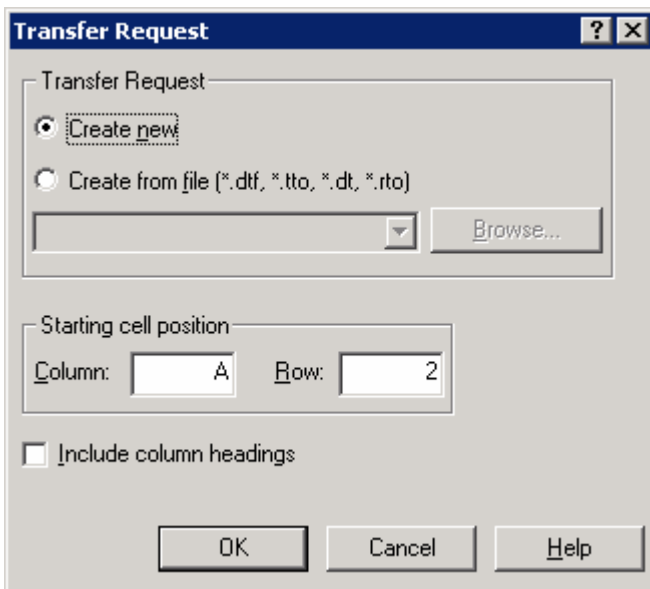 Transfer Request
Transfer Request
Create new
Create from file (*.dtf, *.tto, *.dt, *.rto)
Browse...
Starting cell position
Column: A Row: 2
Include column headings
OK Cancel Help